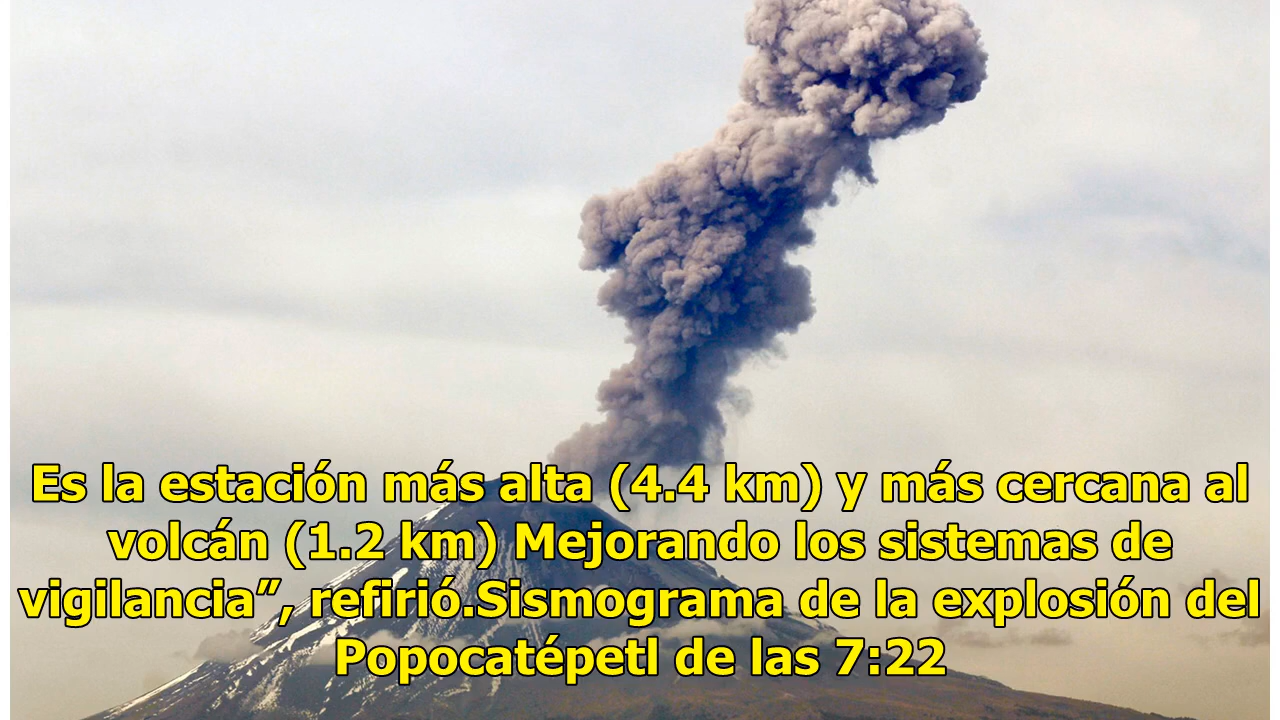 Es la estación más alta (4.4 km) y más cercana al
volcán (1.2 km) Mejorando los sistemas de
vigilancia”, refirió.Sismograma de la explosión del
Popocatépetl de las 7:22